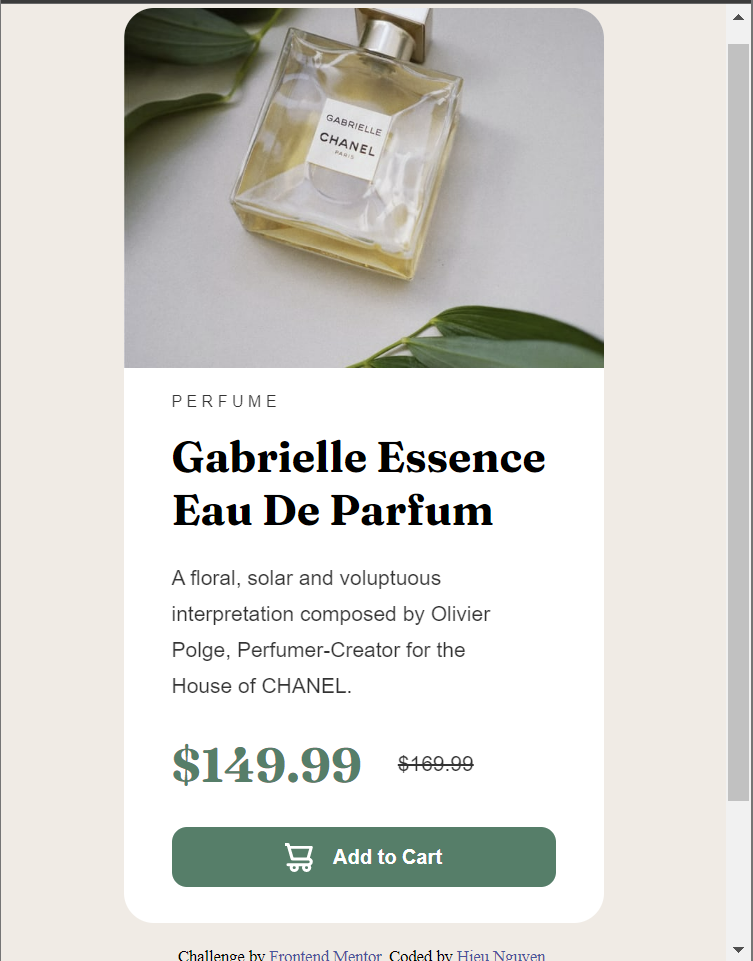 GABRIELLE
CHANEL
PARIS
PERFUME
Gabrielle Essence
Eau De Parfum
A floral, solar and voluptuous
interpretation composed by Olivier
Polge, Perfumer-Creator for the
House of CHANEL.
$149.99 $169.99
Add to Cart
Challenge by Frontend Mentor. Coded by Hieu Nguyen